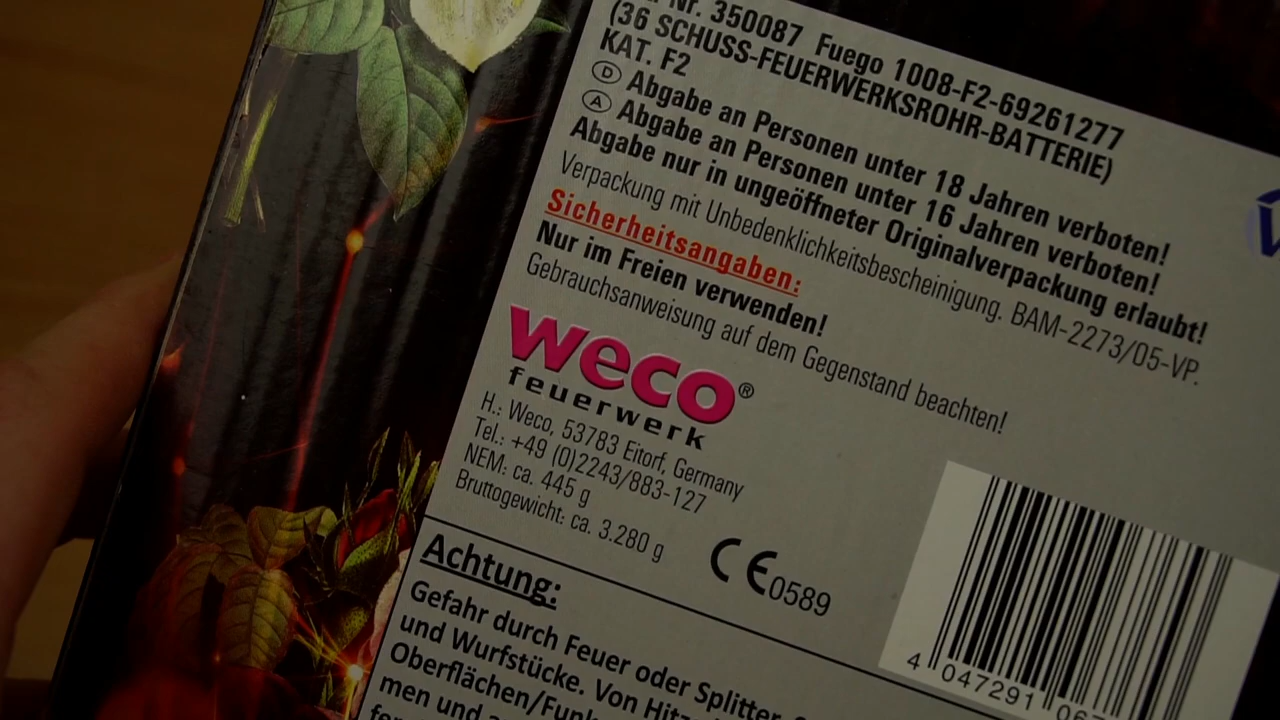 Nr. 350087 Fuego 1008-F2-69261277
(36 SCHUSS-FEUERWERKSROHR-BATTERIE)
KAT. F2
D Abgabe an Personen unter 18 Jahren verboten!
A Abgabe an Personen unter 16 Jahren verboten!
Abgabe nur in ungeöffneter Originalverpackung erlaubt!
Verpackung mit Unbedenklichkeitsbescheinigung. BAM-2273/05-VP.
Sicherheitsangaben:
Nur im Freien verwenden!
Gebrauchsanweisung auf dem Gegenstand beachten!
weco®
feuerwerk
H.: Weco, 53783 Eitorf, Germany
Tel.: +49 (0)2243/883-127
NEM: ca. 445 g
Bruttogewicht: ca. 3.280 g
CE0589
4 047291
Achtung:
Gefahr durch Feuer oder Splitter
und Wurfstücke. Von
Oberflächen/
men und